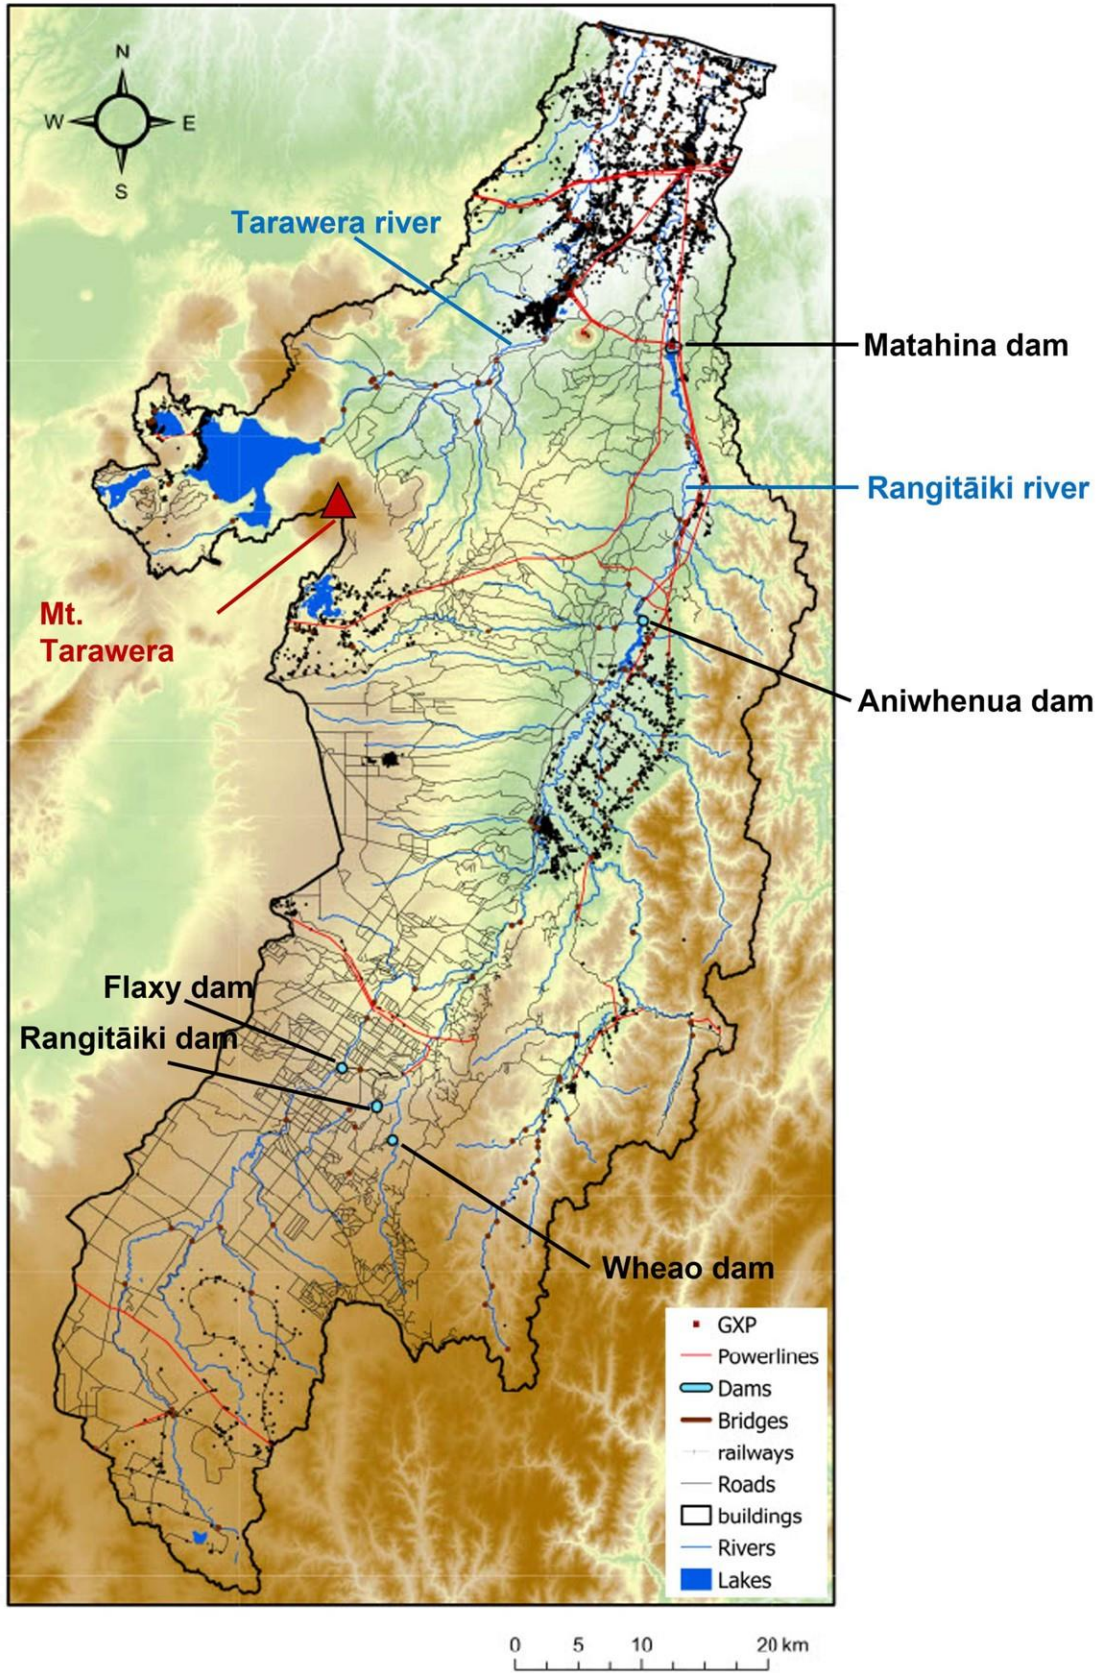 N
W E
S
Tarawera river
Matahina dam
Rangitāiki river
Mt.
Tarawera
Aniwhenua dam
Flaxy dam
Rangitāiki dam
Wheao dam
GXP
Powerlines
Dams
Bridges
railways
Roads
buildings
Rivers
Lakes
0 5 10 20 km